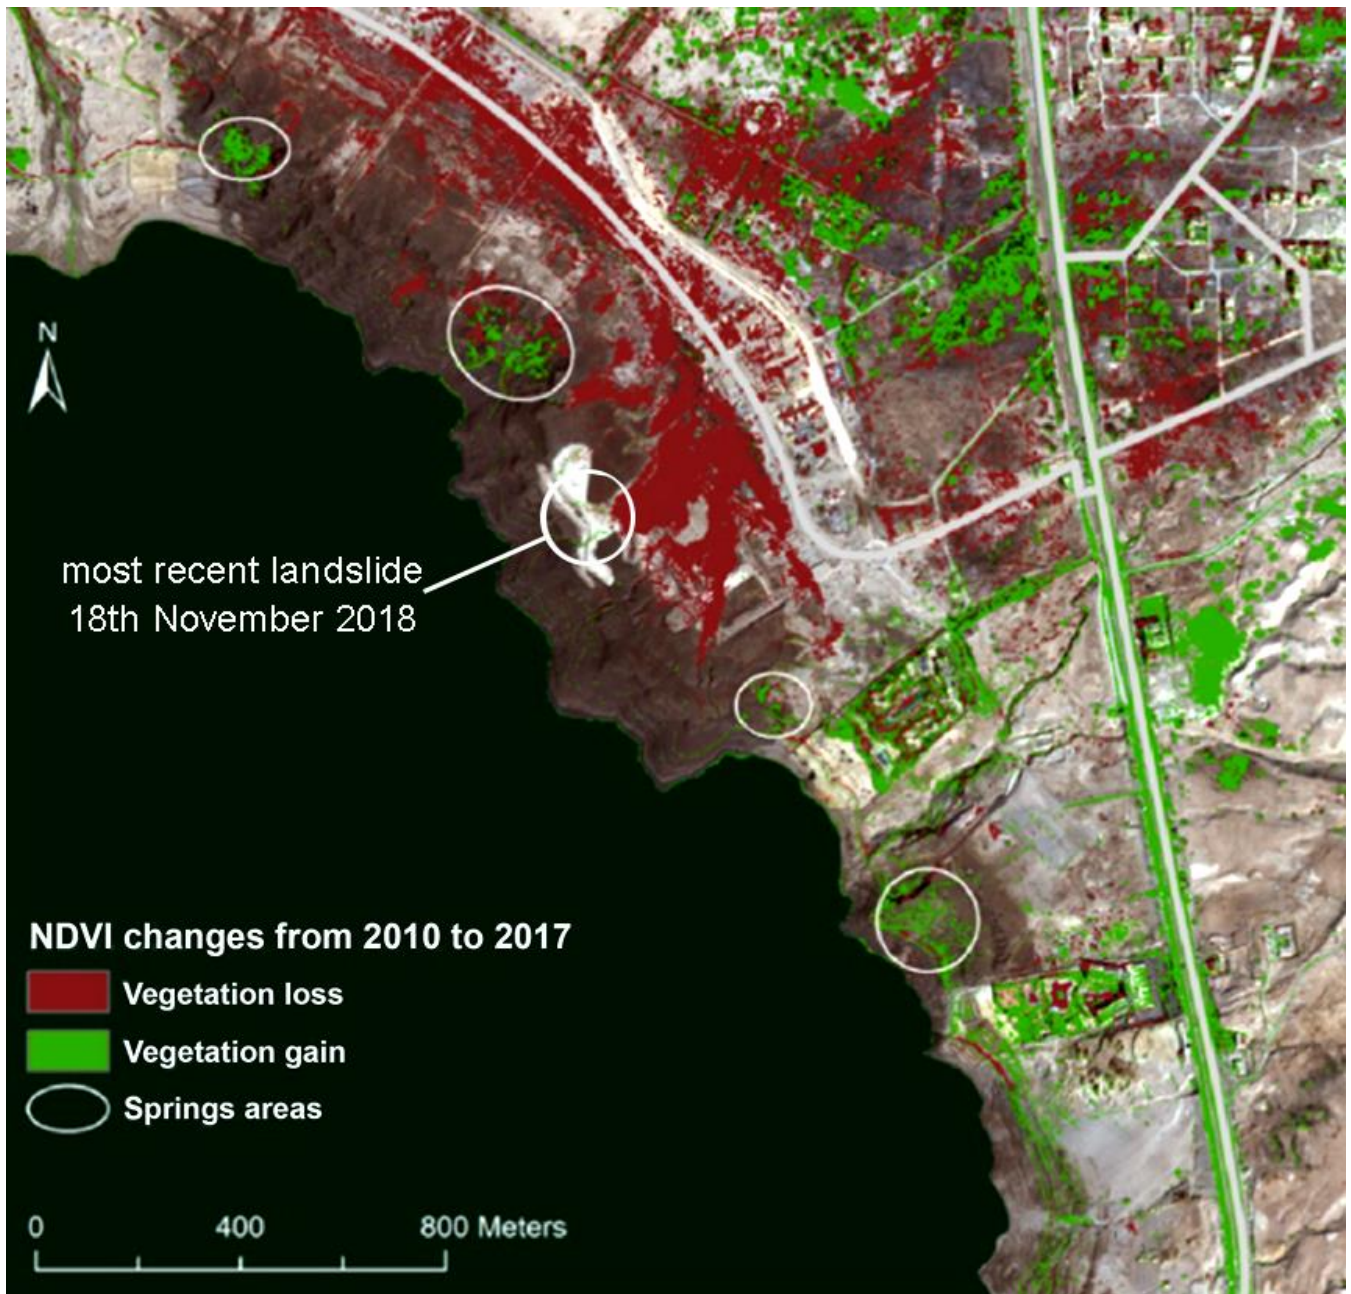 N
most recent landslide
18th November 2018
NDVI changes from 2010 to 2017
Vegetation loss
Vegetation gain
Springs areas
0 400 800 Meters